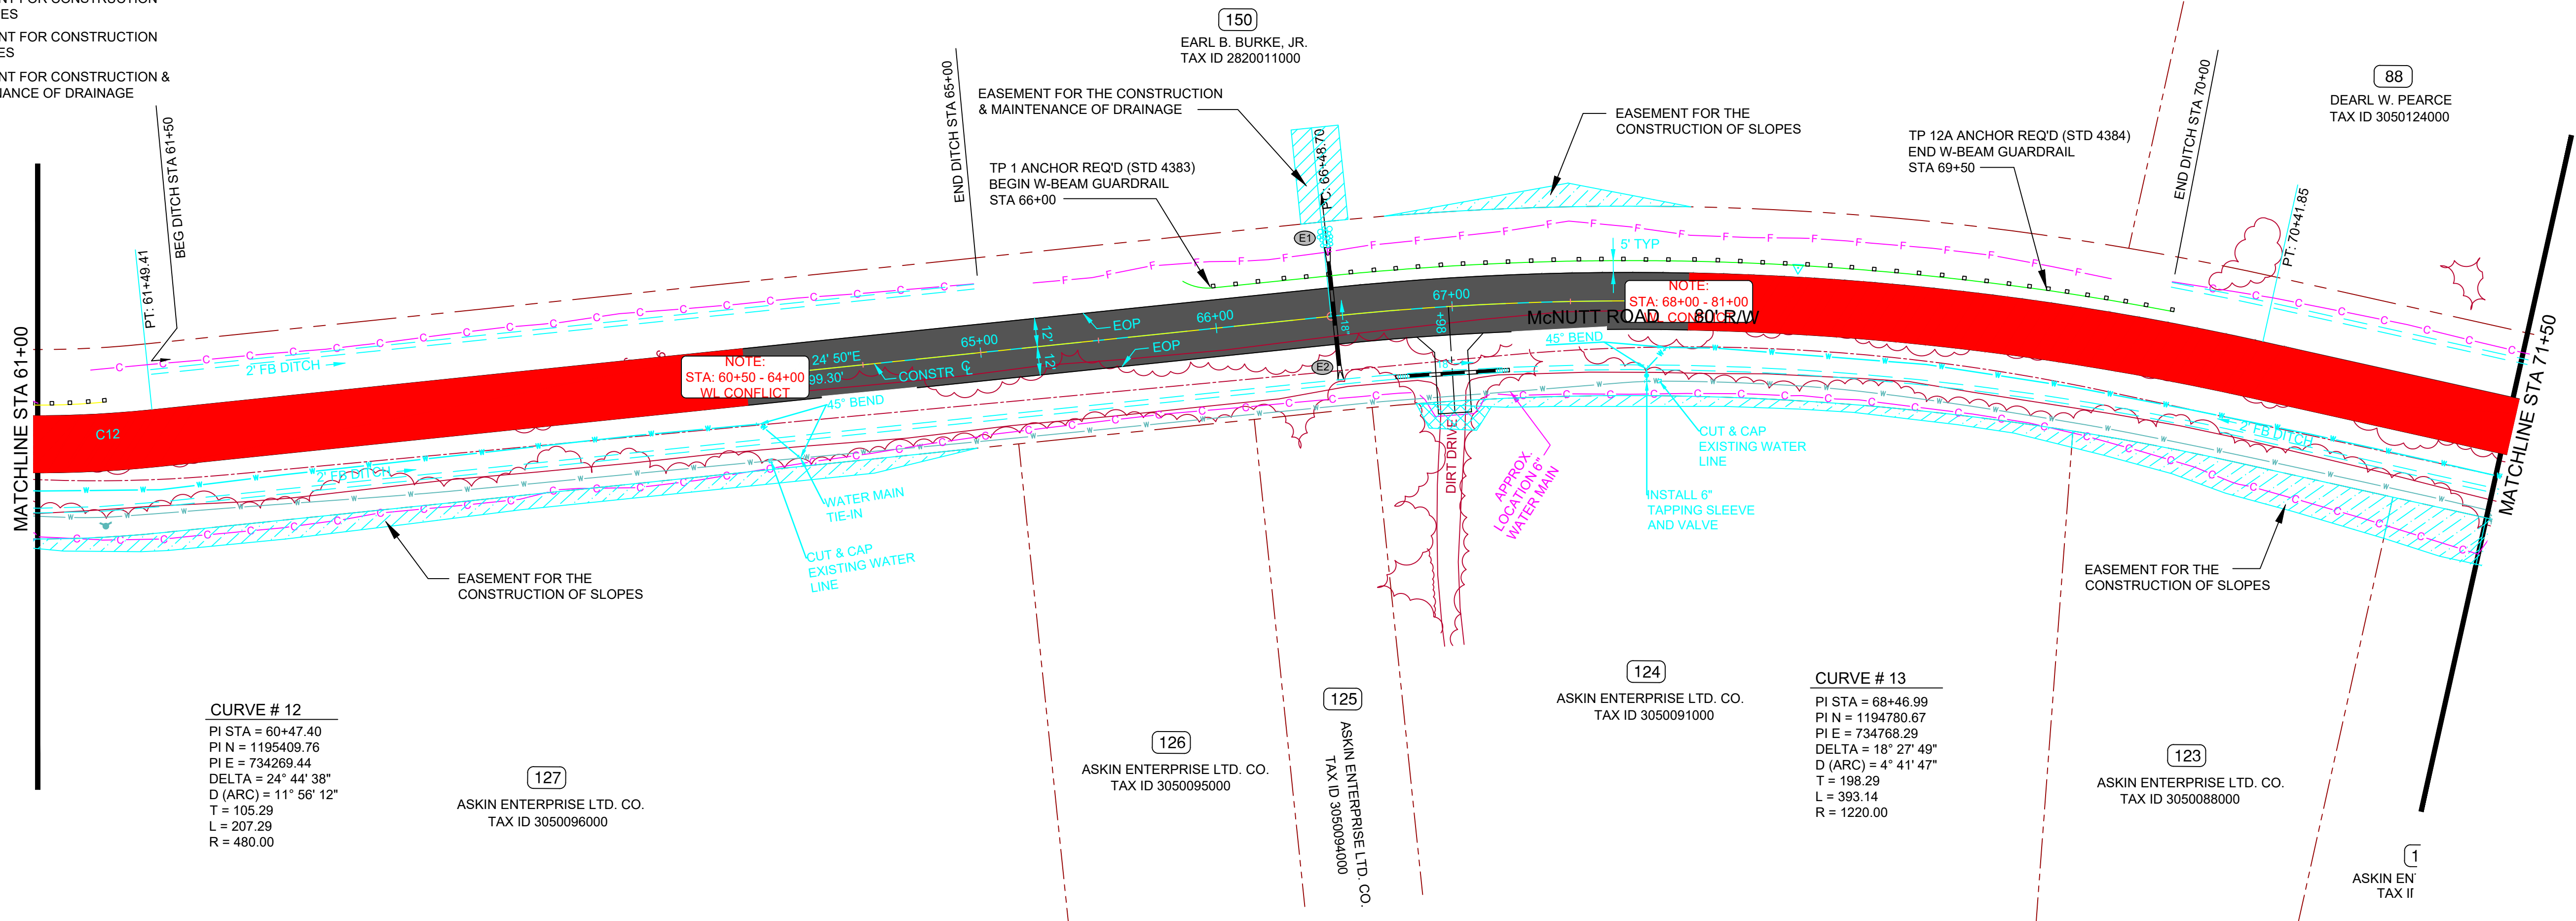 NT FOR CONSTRUCTION
ES
NT FOR CONSTRUCTION
ES
NT FOR CONSTRUCTION &
NANCE OF DRAINAGE
BEG DITCH STA 61+50
PT: 61+49.41
MATCHLINE STA 61+00
END DITCH STA 65+00
150
EARL B. BURKE, JR.
TAX ID 2820011000
EASEMENT FOR THE CONSTRUCTION
& MAINTENANCE OF DRAINAGE
TP 1 ANCHOR REQ'D (STD 4383)
BEGIN W-BEAM GUARDRAIL
STA 66+00
PC: 66+48.70
E1
E2
EASEMENT FOR THE
CONSTRUCTION OF SLOPES
5' TYP
TP 12A ANCHOR REQ'D (STD 4384)
END W-BEAM GUARDRAIL
STA 69+50
END DITCH STA 70+00
88
DEARL W. PEARCE
TAX ID 3050124000
PT: 70+41.85
MATCHLINE STA 71+50
2' FB DITCH
C12
2' FB DITCH
NOTE:
STA: 60+50 - 64+00
WL CONFLICT
24' 50"E
99.30'
CONSTR ℄
65+00
12'
12'
EOP
EOP
66+00
18"
67+00
NOTE:
STA: 68+00 - 81+00
WL CONFLICT
McNUTT ROAD
80' R/W
45° BEND
45° BEND
WATER MAIN
TIE-IN
CUT & CAP
EXISTING WATER
LINE
DIRT DRIVE
APPROX.
LOCATION 6"
WATER MAIN
CUT & CAP
EXISTING WATER
LINE
INSTALL 6"
TAPPING SLEEVE
AND VALVE
2' FB DITCH
EASEMENT FOR THE
CONSTRUCTION OF SLOPES
EASEMENT FOR THE
CONSTRUCTION OF SLOPES
CURVE # 12
PI STA = 60+47.40
PI N = 1195409.76
PI E = 734269.44
DELTA = 24° 44' 38"
D (ARC) = 11° 56' 12"
T = 105.29
L = 207.29
R = 480.00
127
ASKIN ENTERPRISE LTD. CO.
TAX ID 3050096000
126
ASKIN ENTERPRISE LTD. CO.
TAX ID 3050095000
125
ASKIN ENTERPRISE LTD. CO.
TAX ID 3050094000
124
ASKIN ENTERPRISE LTD. CO.
TAX ID 3050091000
CURVE # 13
PI STA = 68+46.99
PI N = 1194780.67
PI E = 734768.29
DELTA = 18° 27' 49"
D (ARC) = 4° 41' 47"
T = 198.29
L = 393.14
R = 1220.00
123
ASKIN ENTERPRISE LTD. CO.
TAX ID 3050088000
ASKIN EN
TAX I